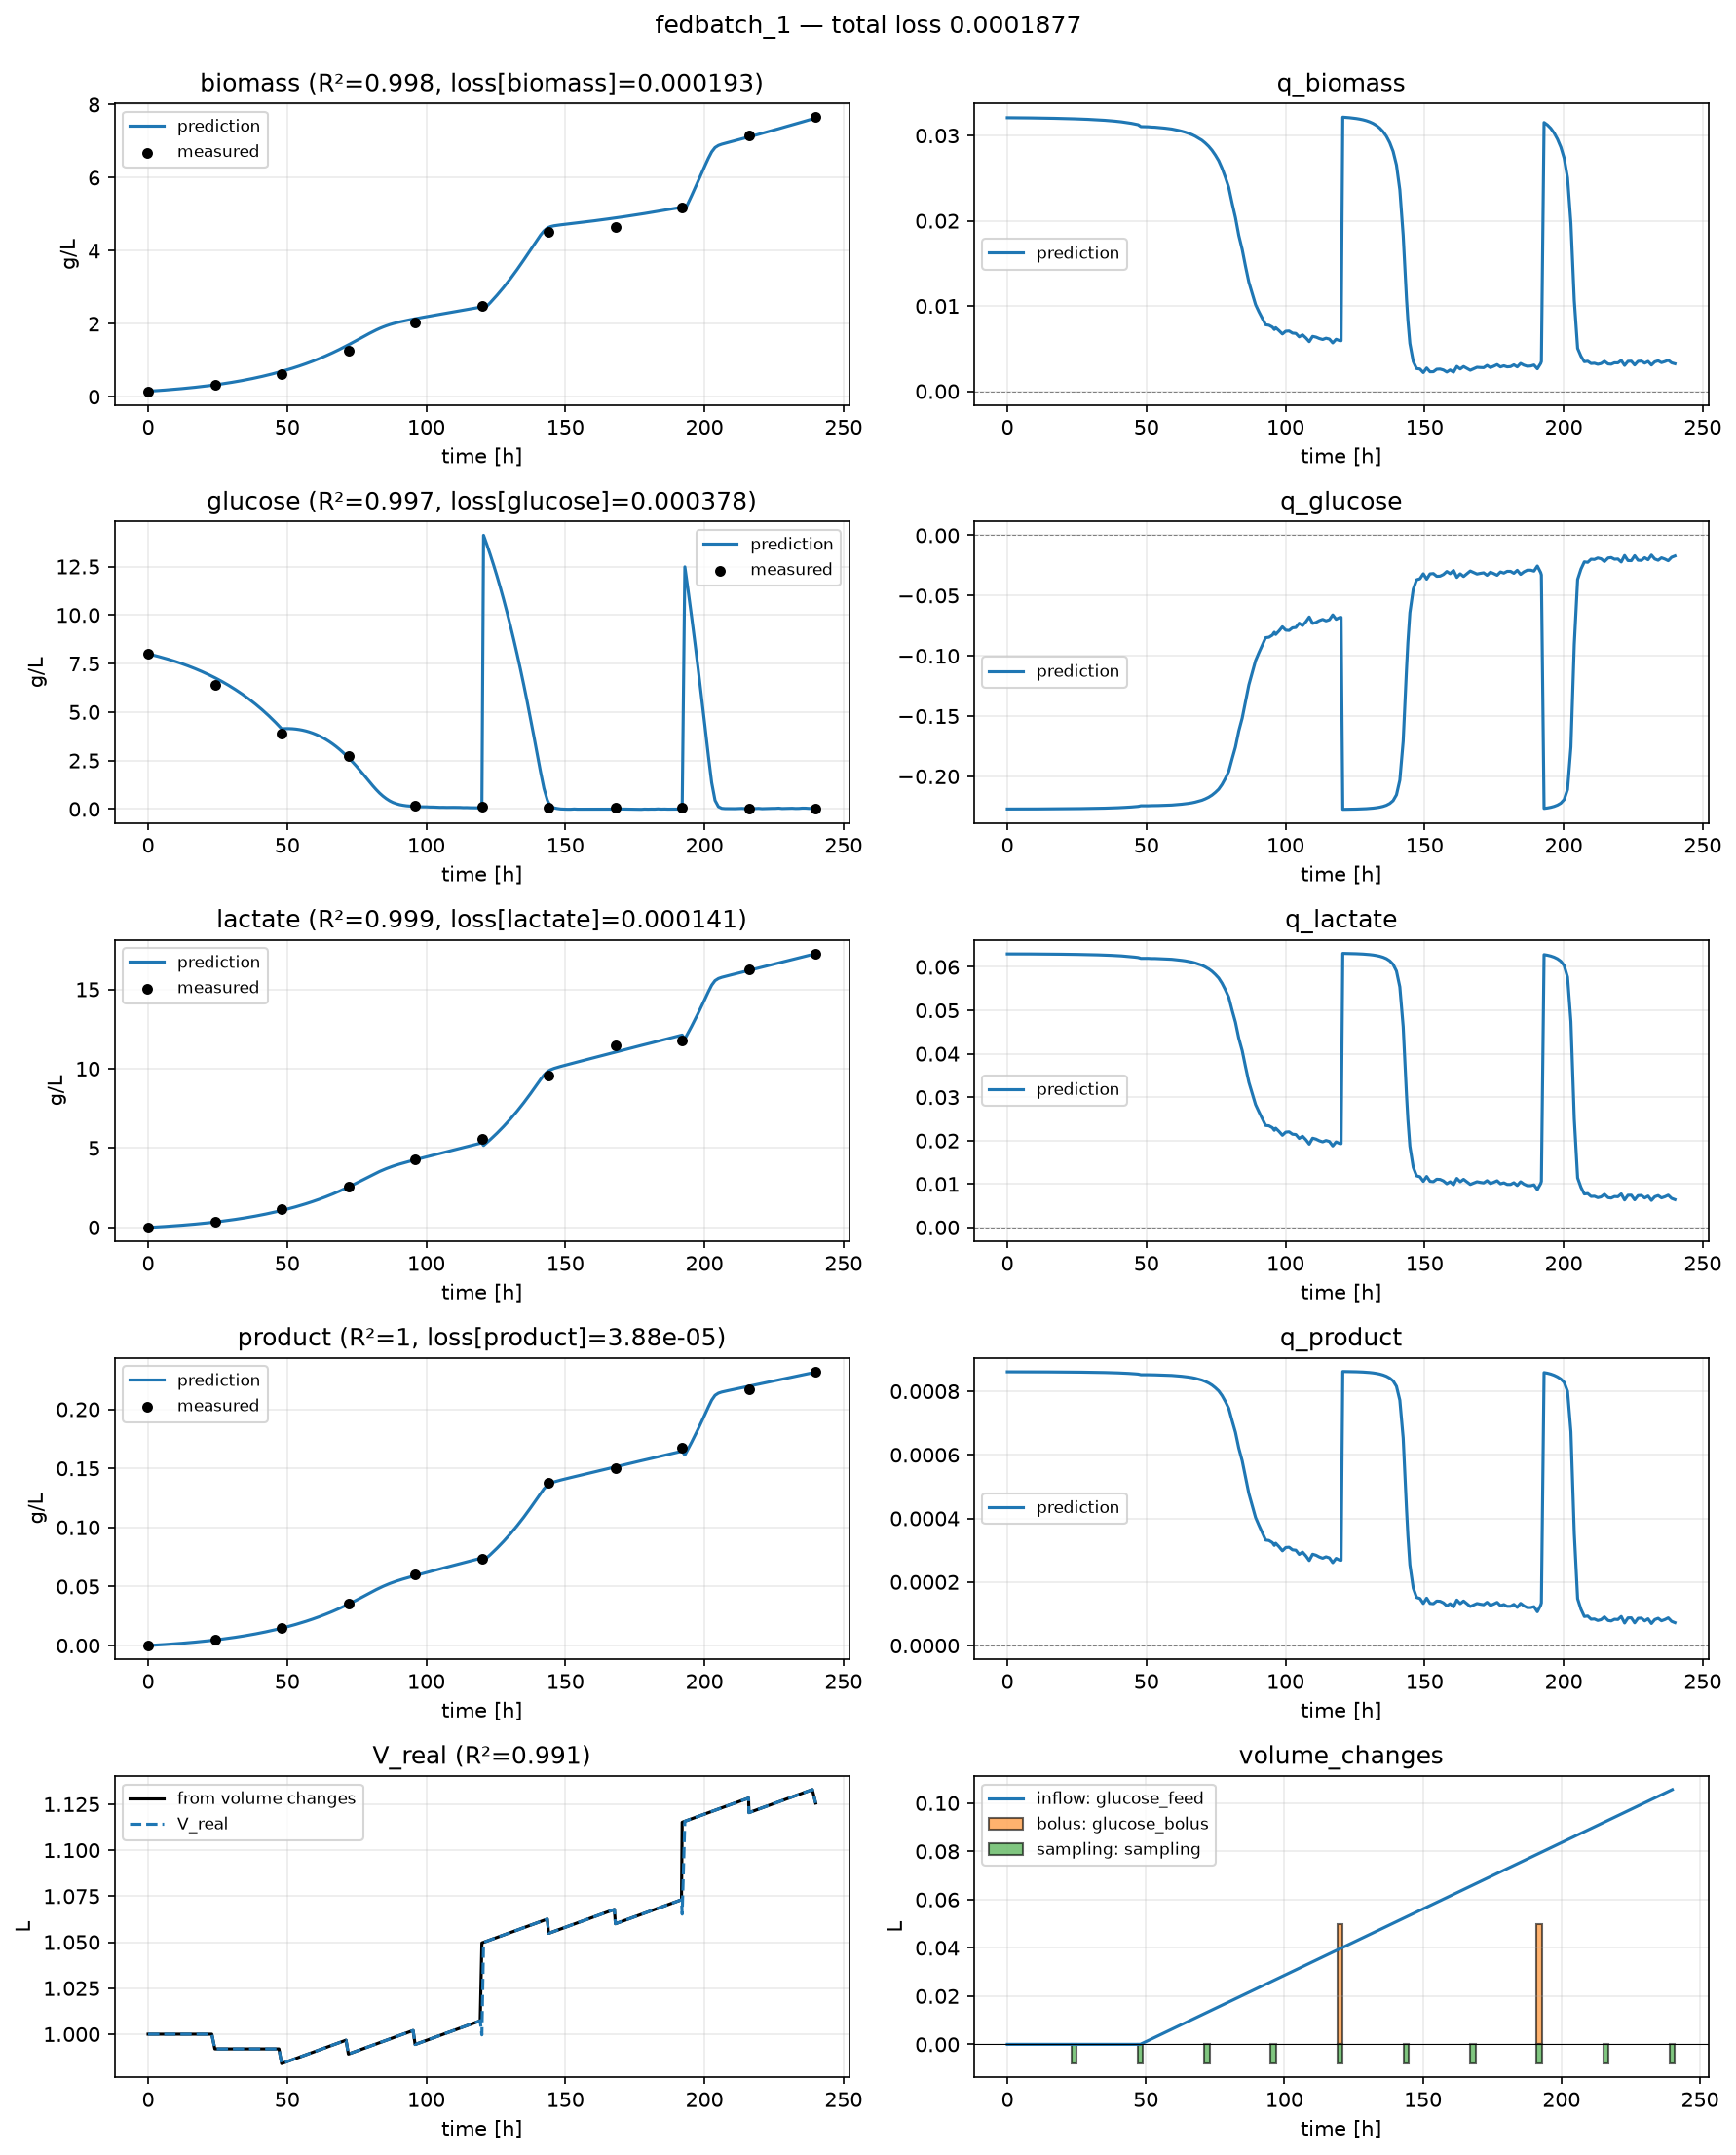 fedbatch_1 — total loss 0.0001877
biomass (R²=0.998, loss[biomass]=0.000193)
prediction
measured
g/L
8
6
4
2
0
0 50 100 150 200 250
time [h]
q_biomass
prediction
0.03
0.02
0.01
0.00
0 50 100 150 200 250
time [h]
glucose (R²=0.997, loss[glucose]=0.000378)
prediction
measured
g/L
12.5
10.0
7.5
5.0
2.5
0.0
0 50 100 150 200 250
time [h]
q_glucose
prediction
0.00
−0.05
−0.10
−0.15
−0.20
0 50 100 150 200 250
time [h]
lactate (R²=0.999, loss[lactate]=0.000141)
prediction
measured
g/L
15
10
5
0
0 50 100 150 200 250
time [h]
q_lactate
prediction
0.06
0.05
0.04
0.03
0.02
0.01
0.00
0 50 100 150 200 250
time [h]
product (R²=1, loss[product]=3.88e-05)
prediction
measured
g/L
0.20
0.15
0.10
0.05
0.00
0 50 100 150 200 250
time [h]
q_product
prediction
0.0008
0.0006
0.0004
0.0002
0.0000
0 50 100 150 200 250
time [h]
V_real (R²=0.991)
from volume changes
V_real
L
1.125
1.100
1.075
1.050
1.025
1.000
0 50 100 150 200 250
time [h]
volume_changes
inflow: glucose_feed
bolus: glucose_bolus
sampling: sampling
L
0.10
0.08
0.06
0.04
0.02
0.00
0 50 100 150 200 250
time [h]